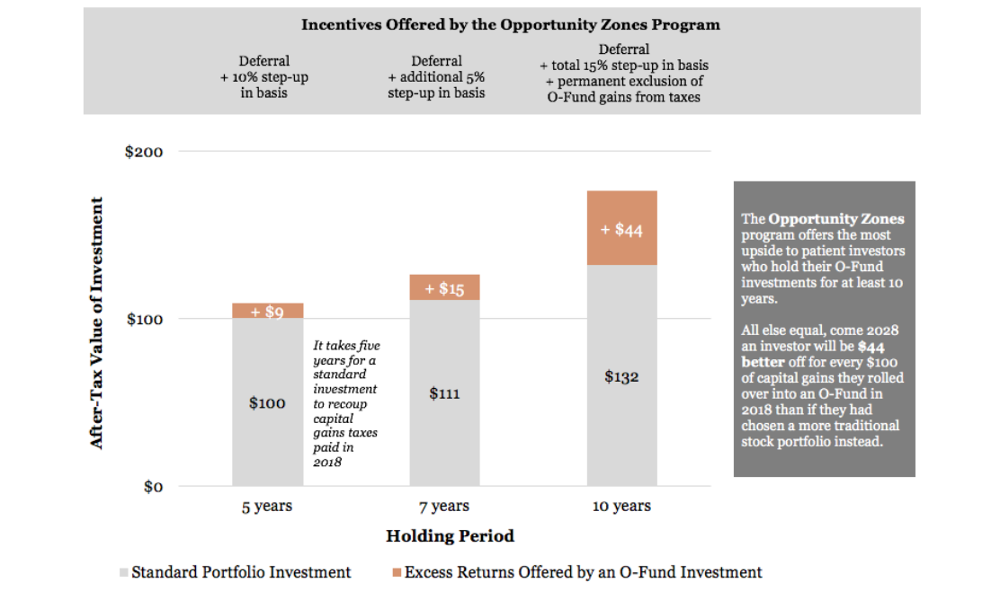 Incentives Offered by the Opportunity Zones Program
Deferral
+ 10% step-up
in basis
Deferral
+ additional 5%
step-up in basis
Deferral
+ total 15% step-up in basis
+ permanent exclusion of
O-Fund gains from taxes
After-Tax Value of Investment
$200
$100
$0
+ $9
$100
It takes five
years for a
standard
investment
to recoup
capital
gains taxes
paid in
2018
+ $15
$111
+ $44
$132
5 years
7 years
10 years
Holding Period
Standard Portfolio Investment
Excess Returns Offered by an O-Fund Investment
The Opportunity Zones
program offers the most
upside to patient investors
who hold their O-Fund
investments for at least 10
years.
All else equal, come 2028
an investor will be $44
better off for every $100
of capital gains they rolled
over into an O-Fund in
2018 than if they had
chosen a more traditional
stock portfolio instead.